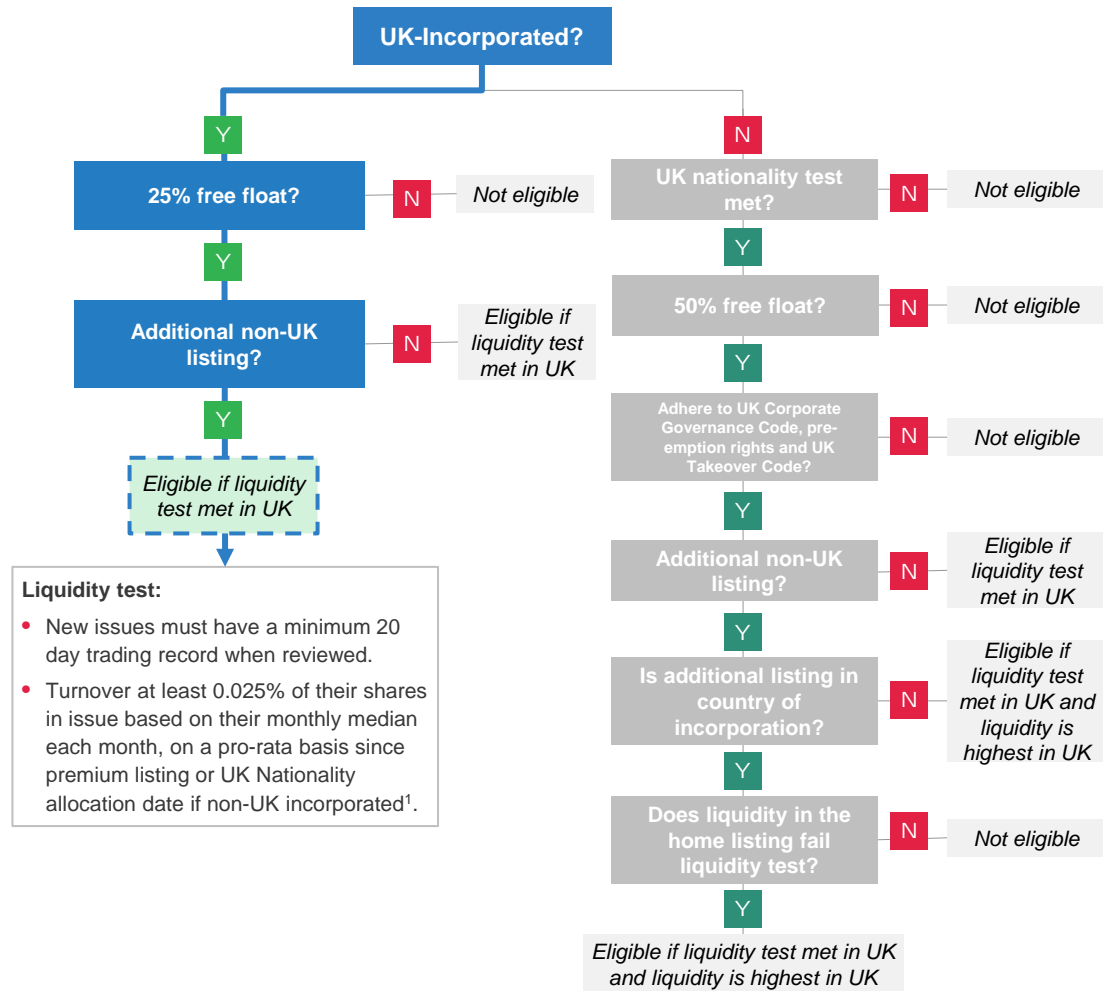 UK-Incorporated?
Y
25% free float?
N
Not eligible
Y
Additional non-UK
listing?
N
Eligible if
liquidity test
met in UK
Y
Eligible if liquidity
test met in UK
Liquidity test:
• New issues must have a minimum 20
day trading record when reviewed.
• Turnover at least 0.025% of their shares
in issue based on their monthly median
each month, on a pro-rata basis since
premium listing or UK Nationality
allocation date if non-UK incorporated¹.
N
UK nationality test
met?
N
Not eligible
Y
50% free float?
N
Not eligible
Y
Adhere to UK Corporate
Governance Code, pre-
emption rights and UK
Takeover Code?
N
Not eligible
Y
Additional non-UK
listing?
N
Eligible if
liquidity test
met in UK
Y
Is additional listing in
country of
incorporation?
N
Eligible if
liquidity test
met in UK and
liquidity is
highest in UK
Y
Does liquidity in the
home listing fail
liquidity test?
N
Not eligible
Y
Eligible if liquidity test met in UK
and liquidity is highest in UK